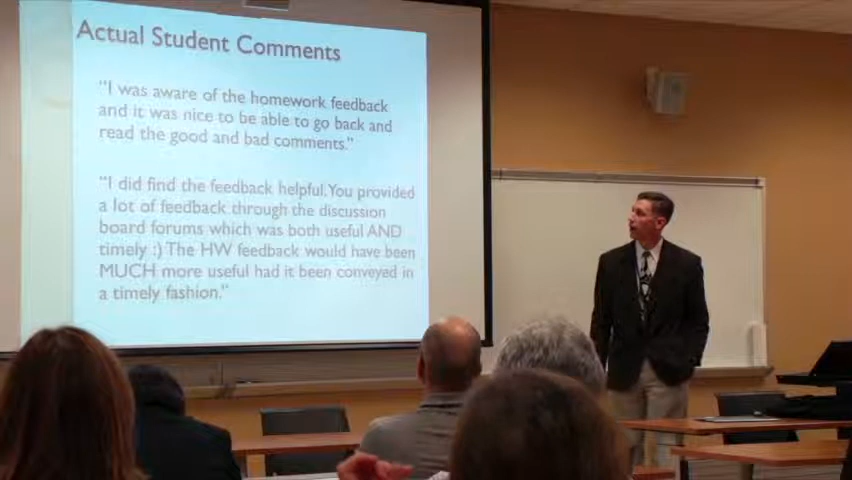 Actual Student Comments
"I was aware of the homework feedback
and it was nice to be able to go back and
read the good and bad comments."
"I did find the feedback helpful. You provided
a lot of feedback through the discussion
board forums which was both useful AND
timely :) The HW feedback would have been
MUCH more useful had it been conveyed in
a timely fashion."